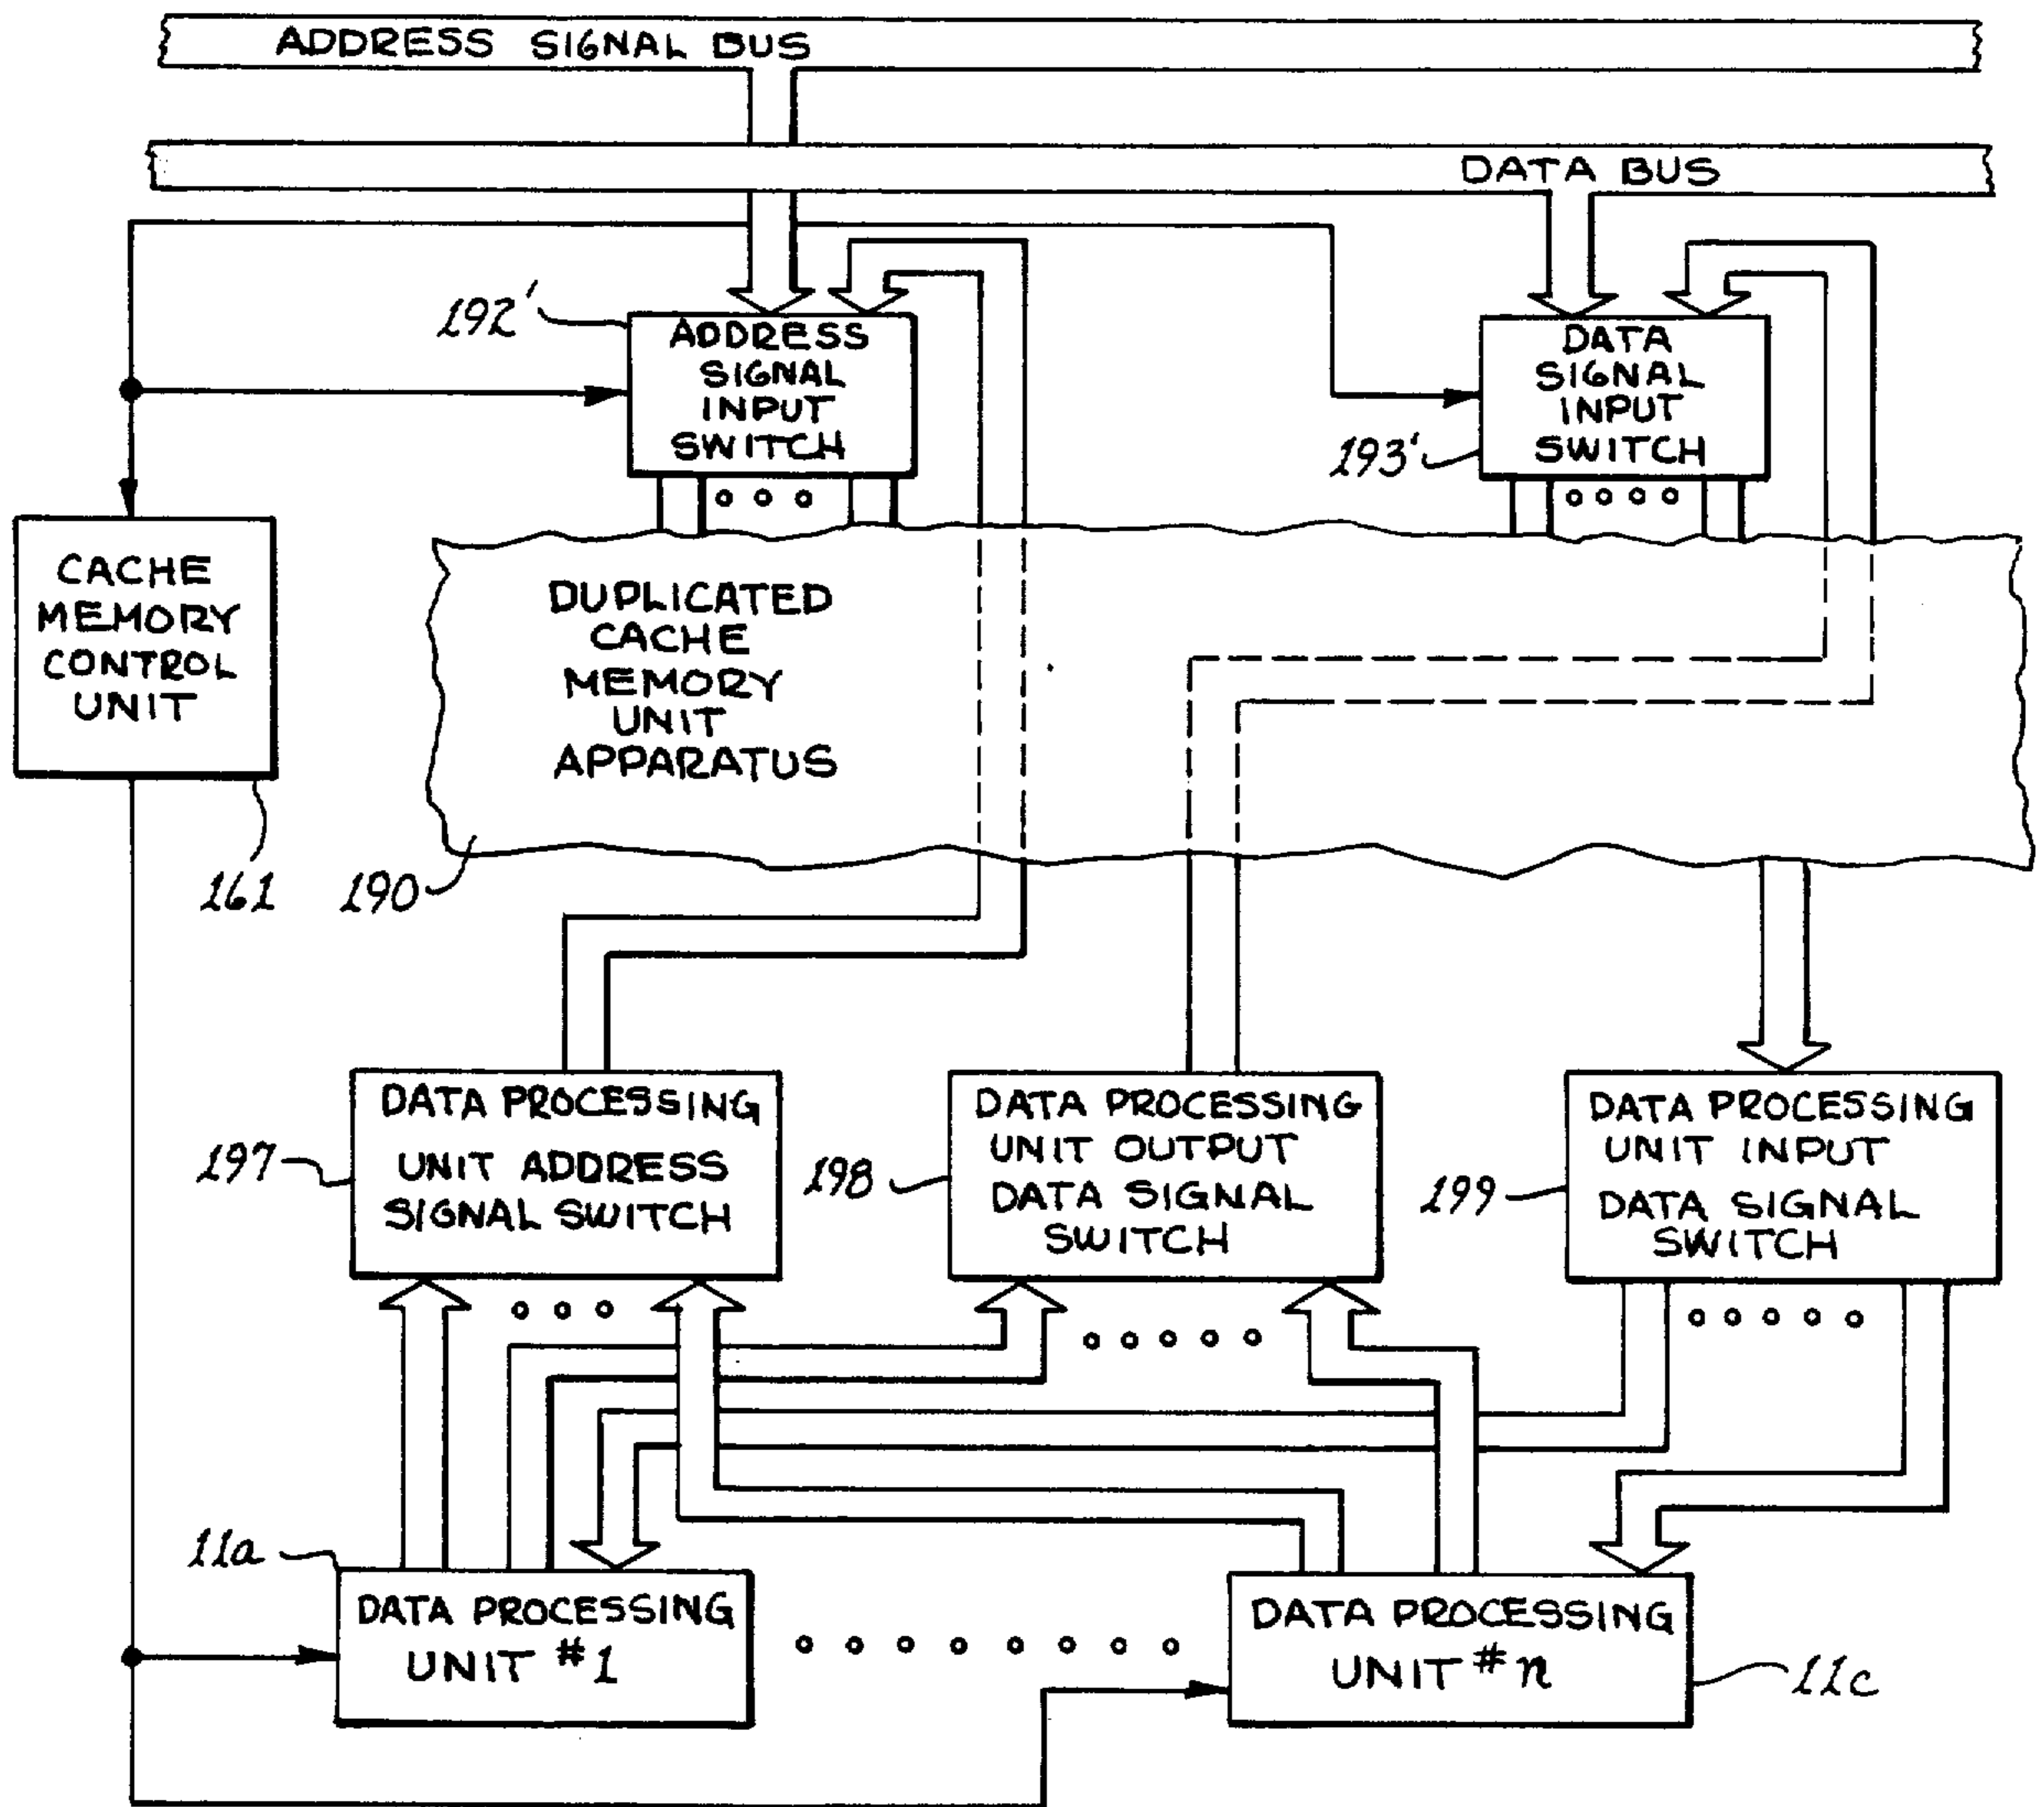 ADDRESS SIGNAL BUS
DATA BUS
192'
ADDRESS
SIGNAL
INPUT
SWITCH
DATA
SIGNAL
INPUT
SWITCH
193'
CACHE
MEMORY
CONTROL
UNIT
161
DUPLICATED
CACHE
MEMORY
UNIT
APPARATUS
190
197
DATA PROCESSING
UNIT ADDRESS
SIGNAL SWITCH
198
DATA PROCESSING
UNIT OUTPUT
DATA SIGNAL
SWITCH
199
DATA PROCESSING
UNIT INPUT
DATA SIGNAL
SWITCH
11a
DATA PROCESSING
UNIT #1
DATA PROCESSING
UNIT #n
11c